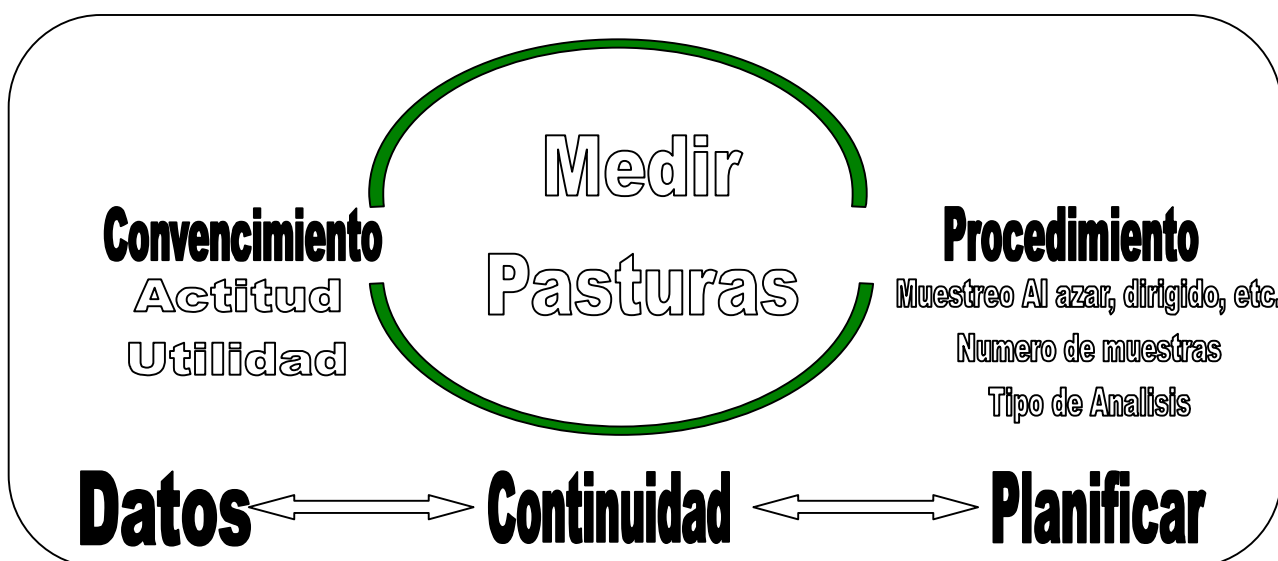 Medir
Pasturas
Convencimiento
Actitud
Utilidad
Procedimiento
Muestreo Al azar, dirigido, etc.
Numero de muestras
Tipo de Analisis
Datos Continuidad Planificar